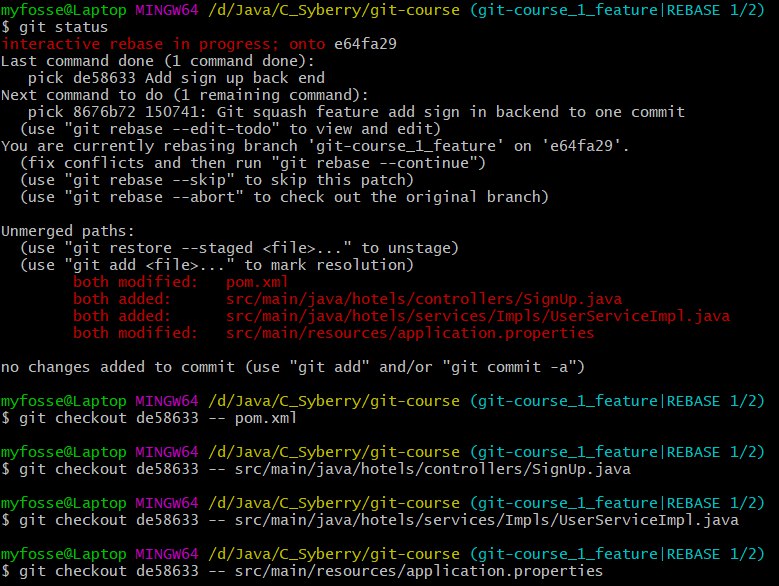 myfosse@Laptop MINGW64 /d/Java/C_Syberry/git-course (git-course_1_feature|REBASE 1/2)
$ git status
interactive rebase in progress; onto e64fa29
Last command done (1 command done):
   pick de58633 Add sign up back end
Next command to do (1 remaining command):
   pick 8676b72 150741: Git squash feature add sign in backend to one commit
  (use "git rebase --edit-todo" to view and edit)
You are currently rebasing branch 'git-course_1_feature' on 'e64fa29'.
  (fix conflicts and then run "git rebase --continue")
  (use "git rebase --skip" to skip this patch)
  (use "git rebase --abort" to check out the original branch)

Unmerged paths:
  (use "git restore --staged <file>..." to unstage)
  (use "git add <file>..." to mark resolution)
        both modified:   pom.xml
        both added:      src/main/java/hotels/controllers/SignUp.java
        both added:      src/main/java/hotels/services/Impls/UserServiceImpl.java
        both modified:   src/main/resources/application.properties

no changes added to commit (use "git add" and/or "git commit -a")

myfosse@Laptop MINGW64 /d/Java/C_Syberry/git-course (git-course_1_feature|REBASE 1/2)
$ git checkout de58633 -- pom.xml

myfosse@Laptop MINGW64 /d/Java/C_Syberry/git-course (git-course_1_feature|REBASE 1/2)
$ git checkout de58633 -- src/main/java/hotels/controllers/SignUp.java

myfosse@Laptop MINGW64 /d/Java/C_Syberry/git-course (git-course_1_feature|REBASE 1/2)
$ git checkout de58633 -- src/main/java/hotels/services/Impls/UserServiceImpl.java

myfosse@Laptop MINGW64 /d/Java/C_Syberry/git-course (git-course_1_feature|REBASE 1/2)
$ git checkout de58633 -- src/main/resources/application.properties